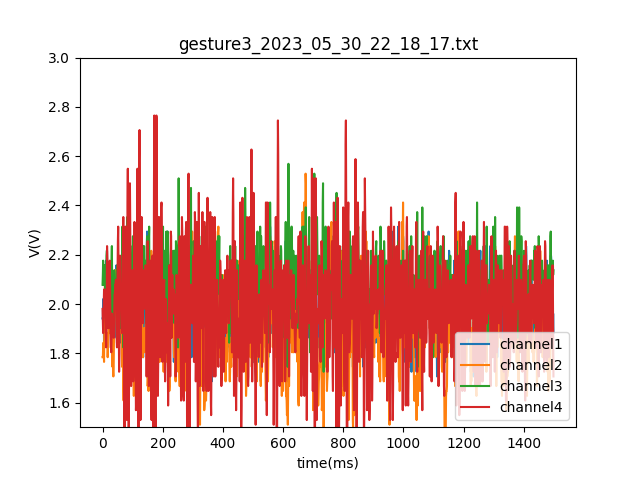 gesture3_2023_05_30_22_18_17.txt
3.0
2.8
2.6
2.4
2.2
2.0
1.8
1.6
V(V)
channel1
channel2
channel3
channel4
0 200 400 600 800 1000 1200 1400
time(ms)